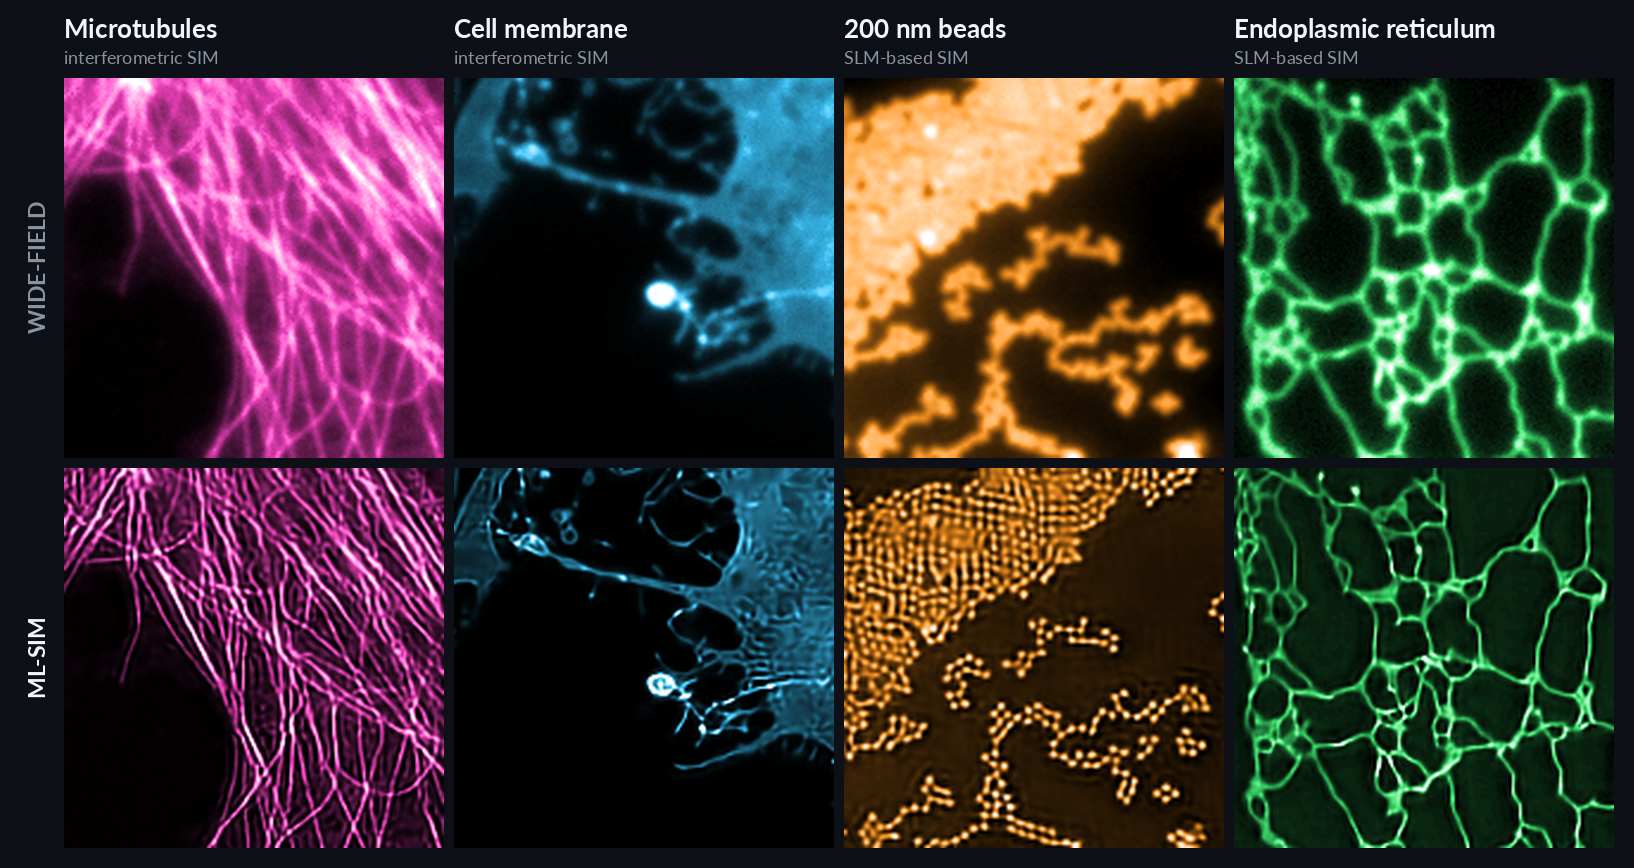 Microtubules
interferometric SIM
Cell membrane
interferometric SIM
200 nm beads
SLM-based SIM
Endoplasmic reticulum
SLM-based SIM
WIDE-FIELD
ML-SIM